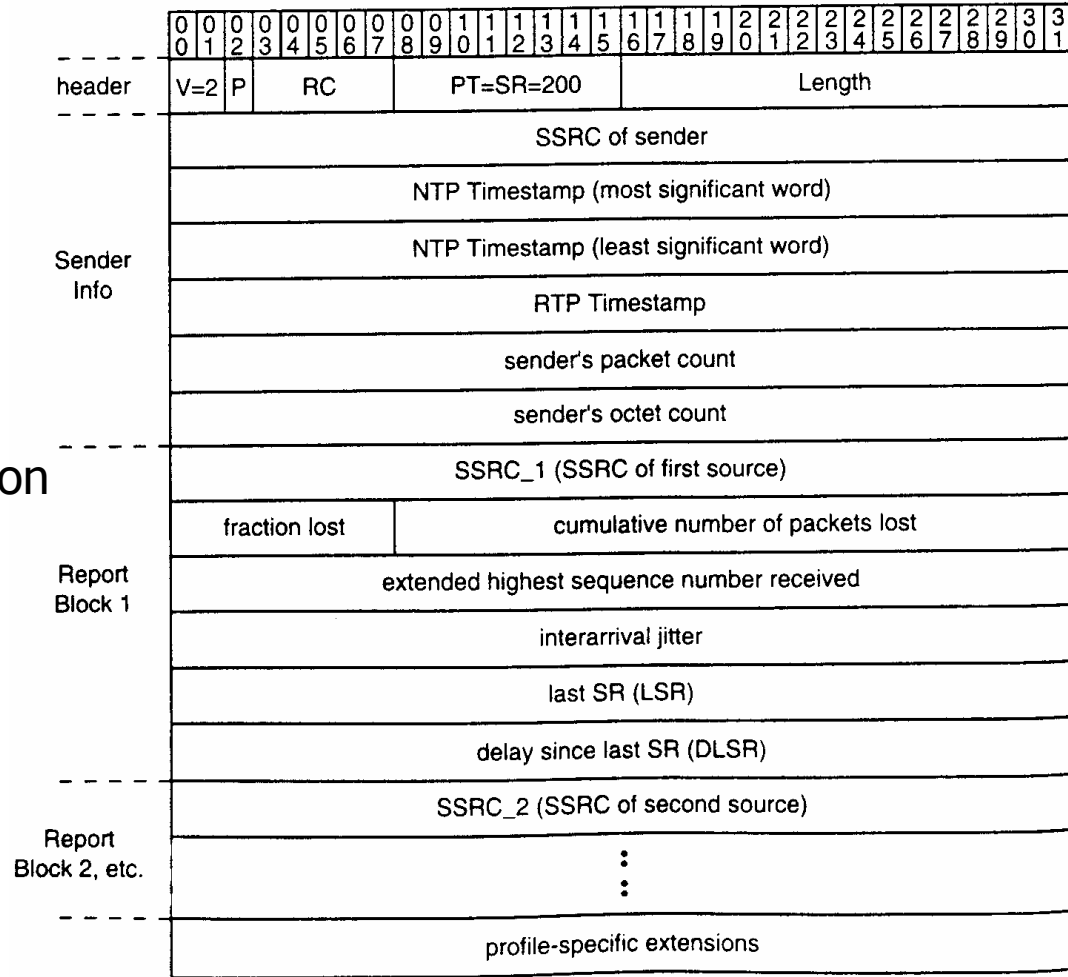 0 0 0 0 0 0 0 0 0 0 1 1 1 1 1 1 1 1 1 1 2 2 2 2 2 2 2 2 2 2 3 3
0 1 2 3 4 5 6 7 8 9 0 1 2 3 4 5 6 7 8 9 0 1 2 3 4 5 6 7 8 9 0 1
header V=2 P RC PT=SR=200 Length
SSRC of sender
NTP Timestamp (most significant word)
NTP Timestamp (least significant word)
Sender
Info
RTP Timestamp
sender's packet count
sender's octet count
on
SSRC_1 (SSRC of first source)
fraction lost cumulative number of packets lost
Report
Block 1
extended highest sequence number received
interarrival jitter
last SR (LSR)
delay since last SR (DLSR)
SSRC_2 (SSRC of second source)
Report
Block 2, etc.
profile-specific extensions